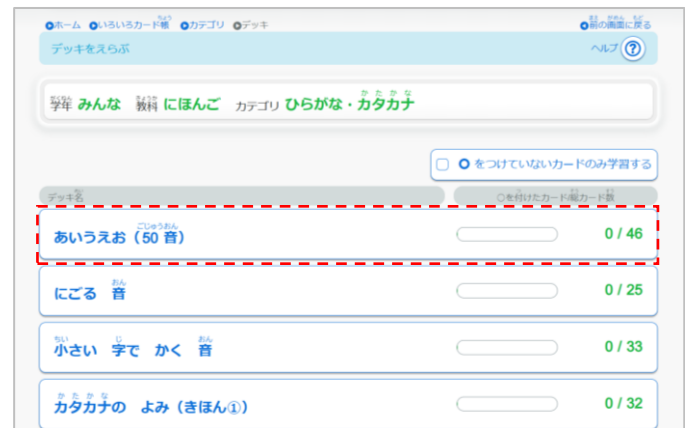 ホーム いろいろカード帳 カテゴリ デッキ 前の画面に戻る
デッキをえらぶ ヘルプ ?
学年 みんな 教科 にほんご カテゴリ ひらがな・カタカナ
○ をつけていないカードのみ学習する
デッキ名 ○を付けたカード/総カード数
あいうえお（50 音） 0 / 46
にごる 音 0 / 25
小さい 字で かく 音 0 / 33
カタカナの よみ（きほん①） 0 / 32